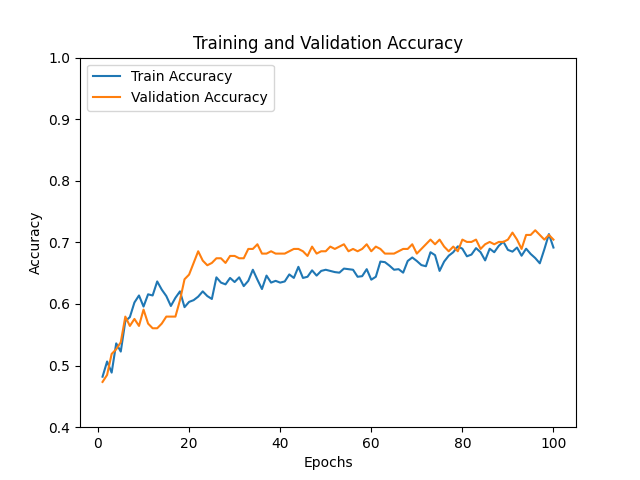 Training and Validation Accuracy
Train Accuracy
Validation Accuracy
1.0
0.9
0.8
0.7
0.6
0.5
0.4
Accuracy
0 20 40 60 80 100
Epochs